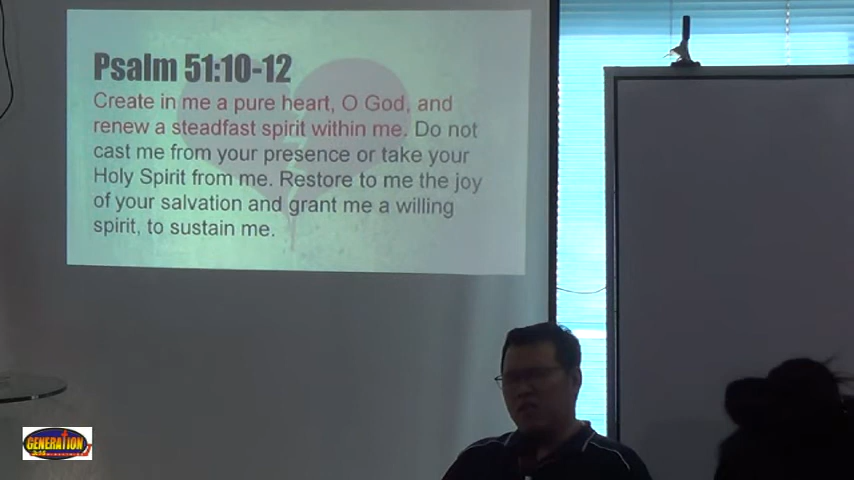 Psalm 51:10-12
Create in me a pure heart, O God, and
renew a steadfast spirit within me. Do not
cast me from your presence or take your
Holy Spirit from me. Restore to me the joy
of your salvation and grant me a willing
spirit, to sustain me.
GENERATION